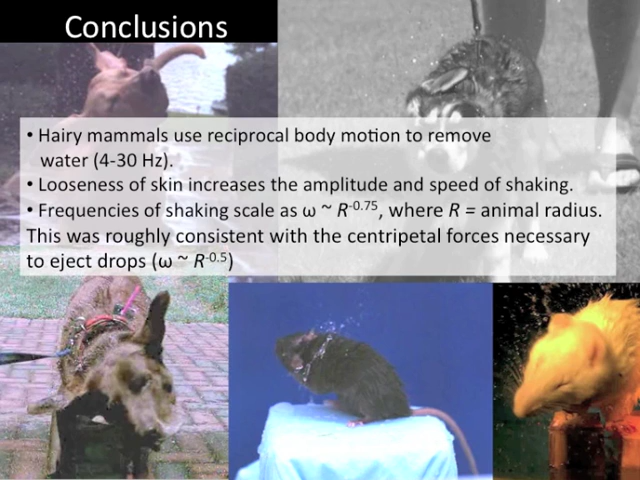 Conclusions
• Hairy mammals use reciprocal body motion to remove
water (4-30 Hz).
• Looseness of skin increases the amplitude and speed of shaking.
• Frequencies of shaking scale as ω ~ R-0.75, where R = animal radius.
This was roughly consistent with the centripetal forces necessary
to eject drops (ω ~ R-0.5)